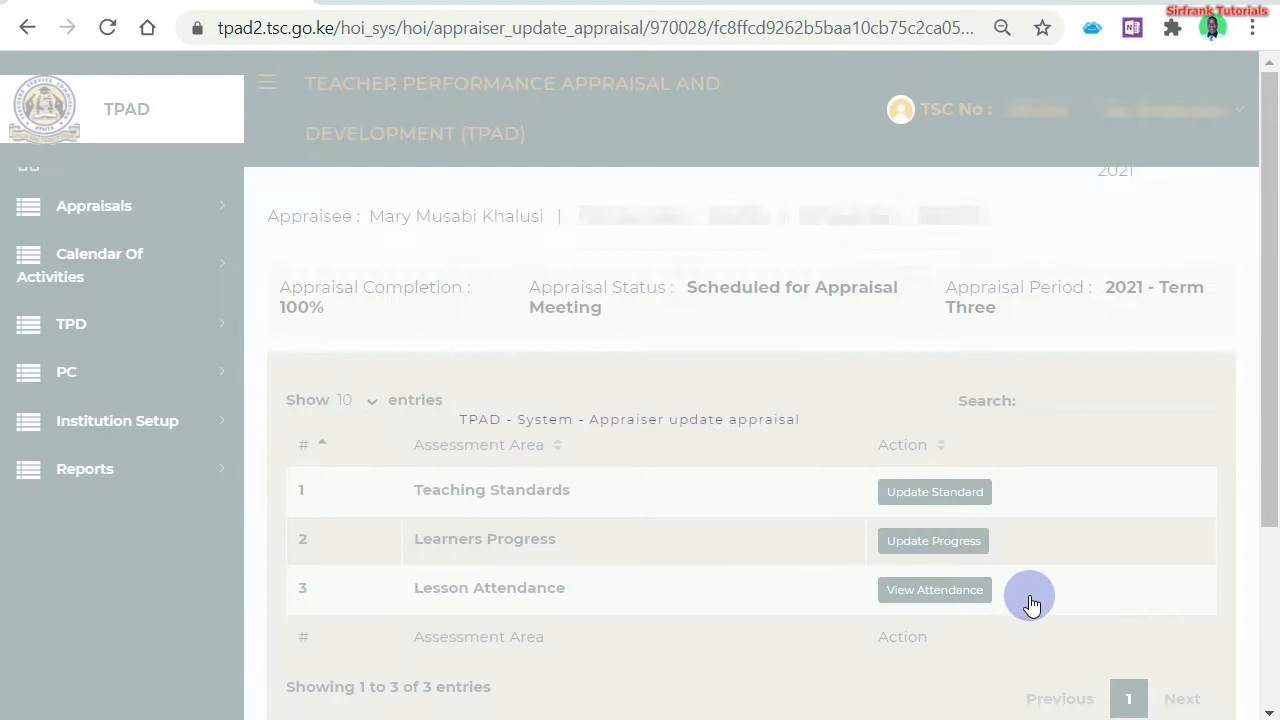 Sirfrank Tutorials
tpad2.tsc.go.ke/hoi_sys/hoi/appraiser_update_appraisal/970028/fc8ffcd9262b5baa10cb75c2ca05...
TPAD
TEACHER PERFORMANCE APPRAISAL AND
DEVELOPMENT (TPAD)
TSC No :
2021
Appraisals
Calendar Of
Activities
TPD
PC
Institution Setup
Reports
Appraisee : Mary Musabi Khalusi |
Appraisal Completion :
100%
Appraisal Status : Scheduled for Appraisal
Meeting
Appraisal Period : 2021 - Term
Three
Show 10 entries
Search:
TPAD - System - Appraiser update appraisal
# Assessment Area Action
1 Teaching Standards Update Standard
2 Learners Progress Update Progress
3 Lesson Attendance View Attendance
# Assessment Area Action
Showing 1 to 3 of 3 entries
Previous 1 Next